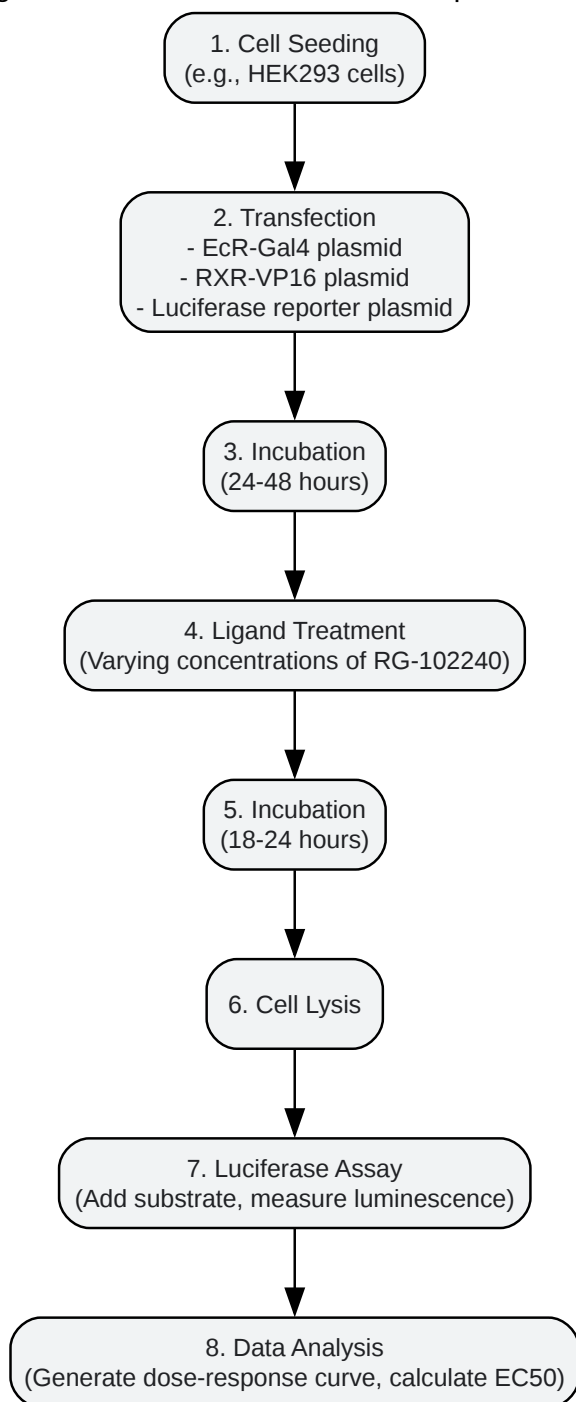 1. Cell Seeding
(e.g., HEK293 cells)
2. Transfection
- EcR-Gal4 plasmid
- RXR-VP16 plasmid
- Luciferase reporter plasmid
3. Incubation
(24-48 hours)
4. Ligand Treatment
(Varying concentrations of RG-102240)
5. Incubation
(18-24 hours)
6. Cell Lysis
7. Luciferase Assay
(Add substrate, measure luminescence)
8. Data Analysis
(Generate dose-response curve, calculate EC50)